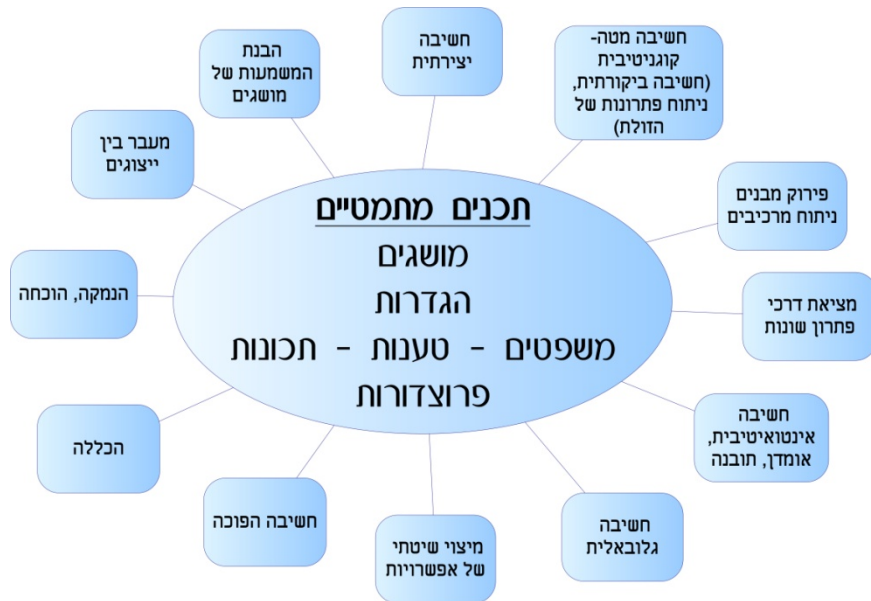 חשיבה
יצירתית
חשיבה מטה-
קוגניטיבית
(חשיבה ביקורתית,
ניתוח פתרונות של
הזולת)
פירוק מבנים
ניתוח מרכיבים
מציאת דרכי
פתרון שונות
חשיבה
אינטואיטיבית,
אומדן, תובנה
חשיבה
גלובאלית
מיצוי שיטתי
של אפשרויות
חשיבה הפוכה
הכללה
הנמקה, הוכחה
מעבר בין
ייצוגים
הבנת
המשמעות של
מושגים
תכנים מתמטיים
מושגים
הגדרות
משפטים - טענות - תכונות
פרוצדורות